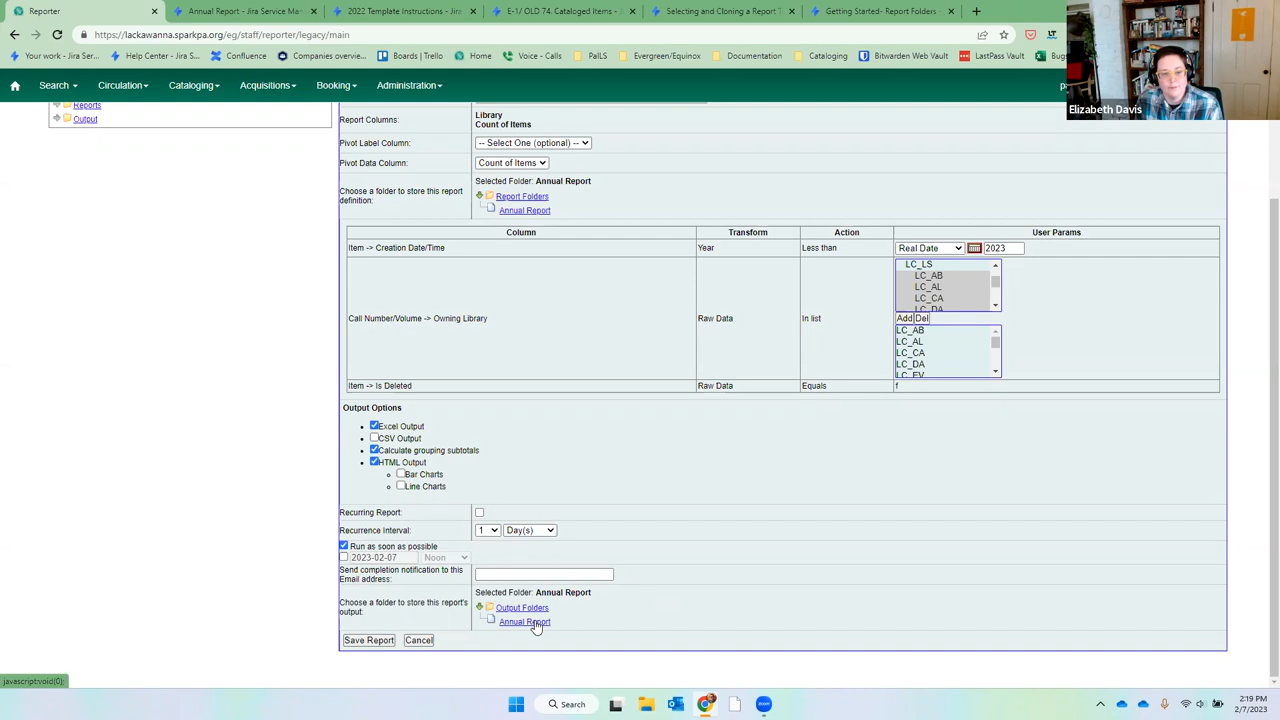 Reporter
Annual Report - Jira Service Man
2022 Templates Instructions - Jir
E-1/ OLD 74. Cataloged Items - J
Selecting and Cloning a Report T
Getting Started- Report Folders -
https://lackawanna.sparkpa.org/eg/staff/reporter/legacy/main
Your work - Jira Ser...
Help Center - Jira S...
Confluence
Companies overvie...
Boards | Trello
Home
Voice - Calls
PaILS
Evergreen/Equinox
Documentation
Cataloging
Bitwarden Web Vault
LastPass Vault
Bugs
Search
Circulation
Cataloging
Acquisitions
Booking
Administration
Elizabeth Davis
Reports
Output
Report Columns:
Library
Count of Items
Pivot Label Column:
-- Select One (optional) --
Pivot Data Column:
Count of Items
Choose a folder to store this report
definition:
Selected Folder: Annual Report
Report Folders
Annual Report
Column Transform Action User Params
Item -> Creation Date/Time Year Less than Real Date 2023
Call Number/Volume -> Owning Library Raw Data In list
LC_LS
LC_AB
LC_AL
LC_CA
LC_DA
Add Del
LC_AB
LC_AL
LC_CA
LC_DA
LC_EV
Item -> Is Deleted Raw Data Equals f
Output Options
Excel Output
CSV Output
Calculate grouping subtotals
HTML Output
Bar Charts
Line Charts
Recurring Report:
Recurrence Interval: 1 Day(s)
Run as soon as possible
2023-02-07 Noon
Send completion notification to this
Email address:
Choose a folder to store this report's
output:
Selected Folder: Annual Report
Output Folders
Annual Report
Save Report Cancel
javascript:void(0);
Search
2:19 PM
2/7/2023